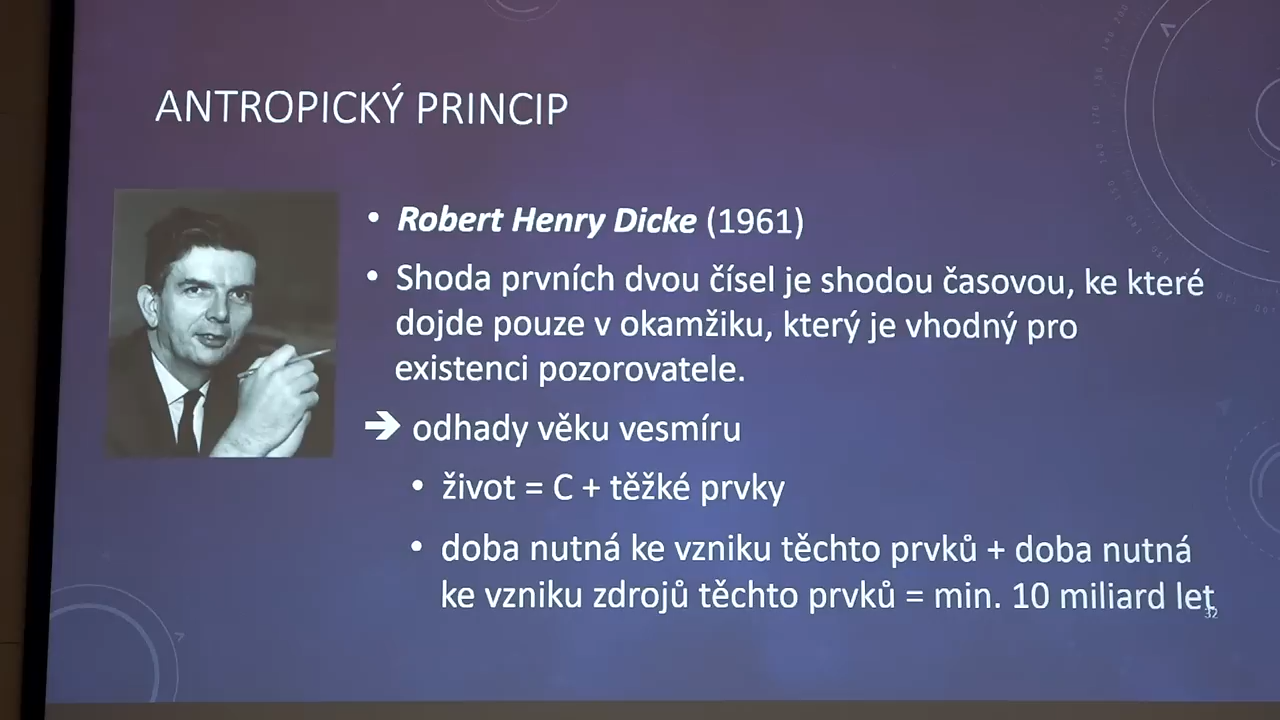 ANTROPICKÝ PRINCIP
• Robert Henry Dicke (1961)
• Shoda prvních dvou čísel je shodou časovou, ke které
dojde pouze v okamžiku, který je vhodný pro
existenci pozorovatele.
➔ odhady věku vesmíru
• život = C + těžké prvky
• doba nutná ke vzniku těchto prvků + doba nutná
ke vzniku zdrojů těchto prvků = min. 10 miliard let
32